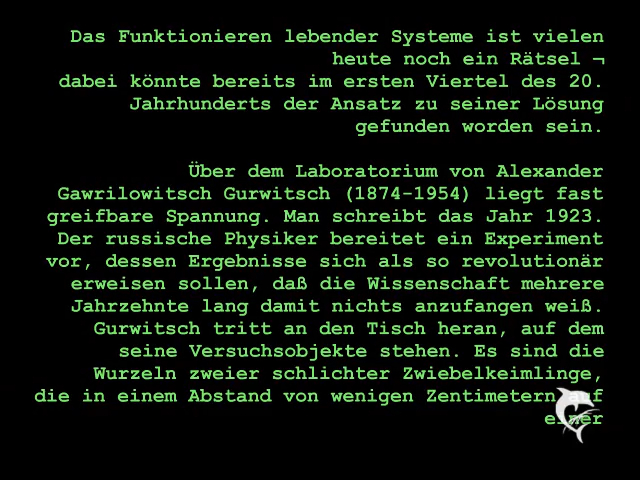 Das Funktionieren lebender Systeme ist vielen
heute noch ein Rätsel ¬
dabei könnte bereits im ersten Viertel des 20.
Jahrhunderts der Ansatz zu seiner Lösung
gefunden worden sein.
Über dem Laboratorium von Alexander
Gawrilowitsch Gurwitsch (1874-1954) liegt fast
greifbare Spannung. Man schreibt das Jahr 1923.
Der russische Physiker bereitet ein Experiment
vor, dessen Ergebnisse sich als so revolutionär
erweisen sollen, daß die Wissenschaft mehrere
Jahrzehnte lang damit nichts anzufangen weiß.
Gurwitsch tritt an den Tisch heran, auf dem
seine Versuchsobjekte stehen. Es sind die
Wurzeln zweier schlichter Zwiebelkeimlinge,
die in einem Abstand von wenigen Zentimetern auf
einer